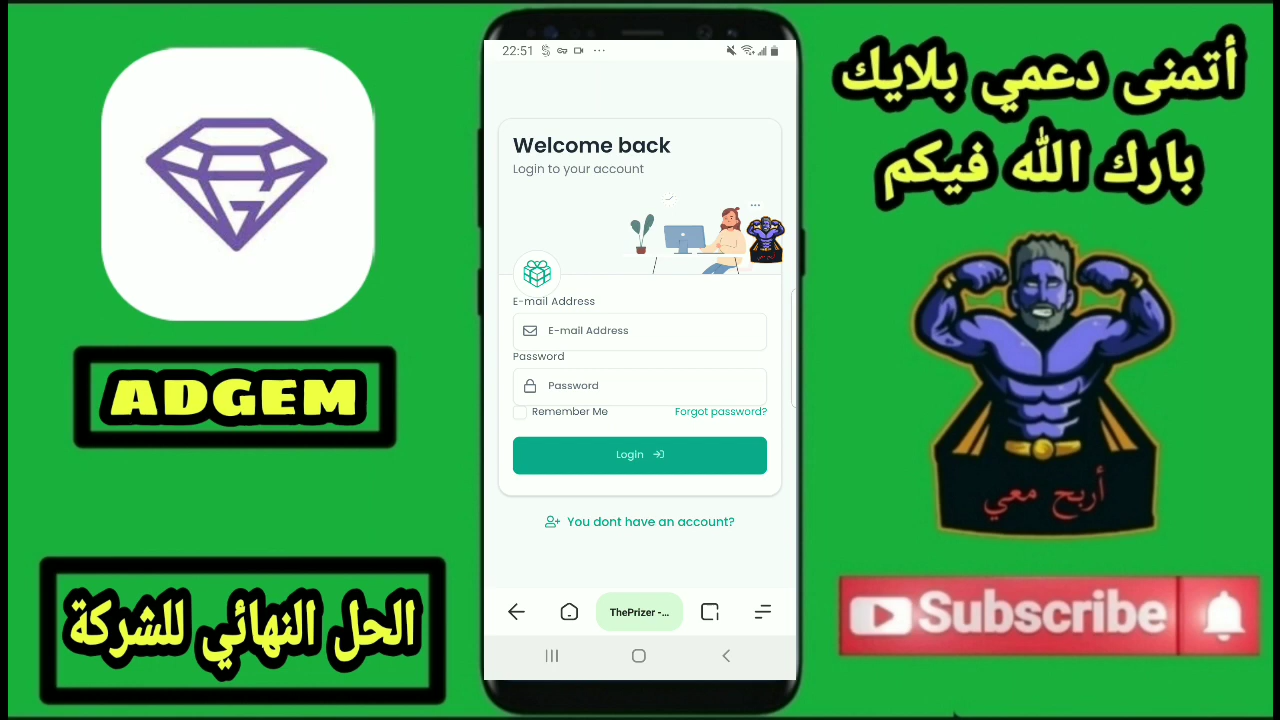 ADGEM
الحل النهائي للشركة
22:51
Welcome back
Login to your account
E-mail Address
E-mail Address
Password
Password
Remember Me
Forgot password?
Login
You dont have an account?
ThePrizer -...
أتمنى دعمي بلايك
بارك الله فيكم
أربح معي
Subscribe